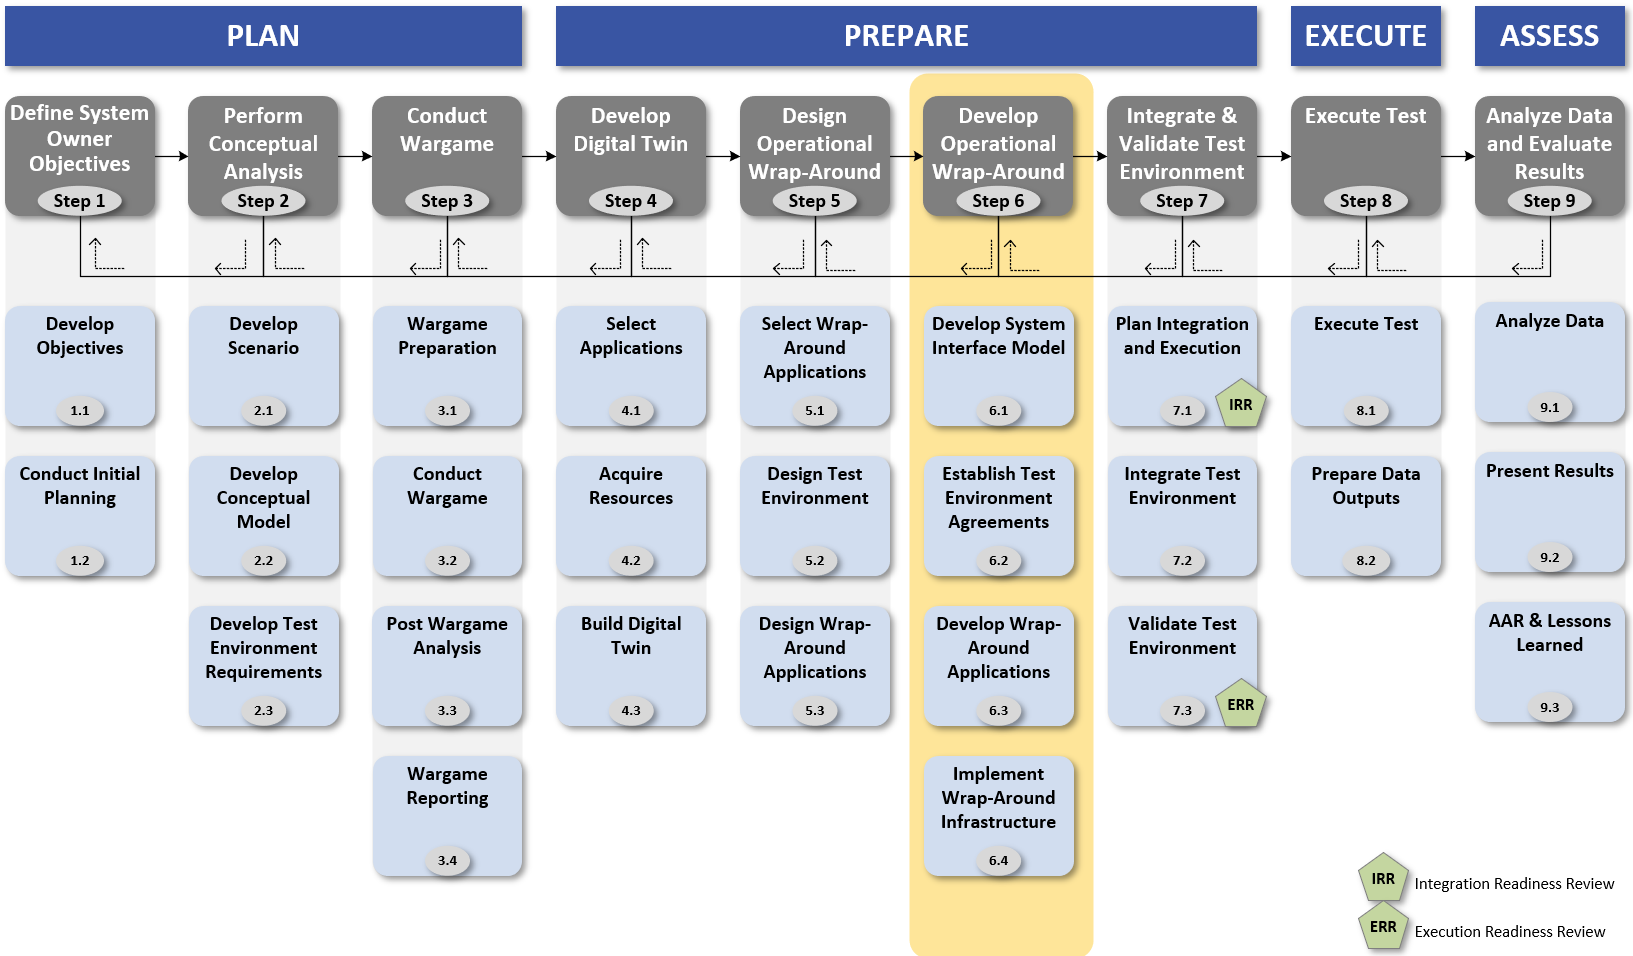 PLAN
PREPARE
EXECUTE
ASSESS
Define System
Owner
Objectives
Step 1
Perform
Conceptual
Analysis
Step 2
Conduct
Wargame
Step 3
Develop
Digital Twin
Step 4
Design
Operational
Wrap-Around
Step 5
Develop
Operational
Wrap-Around
Step 6
Integrate &
Validate Test
Environment
Step 7
Execute Test
Step 8
Analyze Data
and Evaluate
Results
Step 9
Develop
Objectives
1.1
Develop
Scenario
2.1
Wargame
Preparation
3.1
Select
Applications
4.1
Select Wrap-
Around
Applications
5.1
Develop System
Interface Model
6.1
Plan Integration
and Execution
7.1
IRR
Execute Test
8.1
Analyze Data
9.1
Conduct Initial
Planning
1.2
Develop
Conceptual
Model
2.2
Conduct
Wargame
3.2
Acquire
Resources
4.2
Design Test
Environment
5.2
Establish Test
Environment
Agreements
6.2
Integrate Test
Environment
7.2
Prepare Data
Outputs
8.2
Present Results
9.2
Develop Test
Environment
Requirements
2.3
Post Wargame
Analysis
3.3
Build Digital
Twin
4.3
Design Wrap-
Around
Applications
5.3
Develop Wrap-
Around
Applications
6.3
Validate Test
Environment
7.3
ERR
AAR & Lessons
Learned
9.3
Wargame
Reporting
3.4
Implement
Wrap-Around
Infrastructure
6.4
IRR Integration Readiness Review
ERR Execution Readiness Review